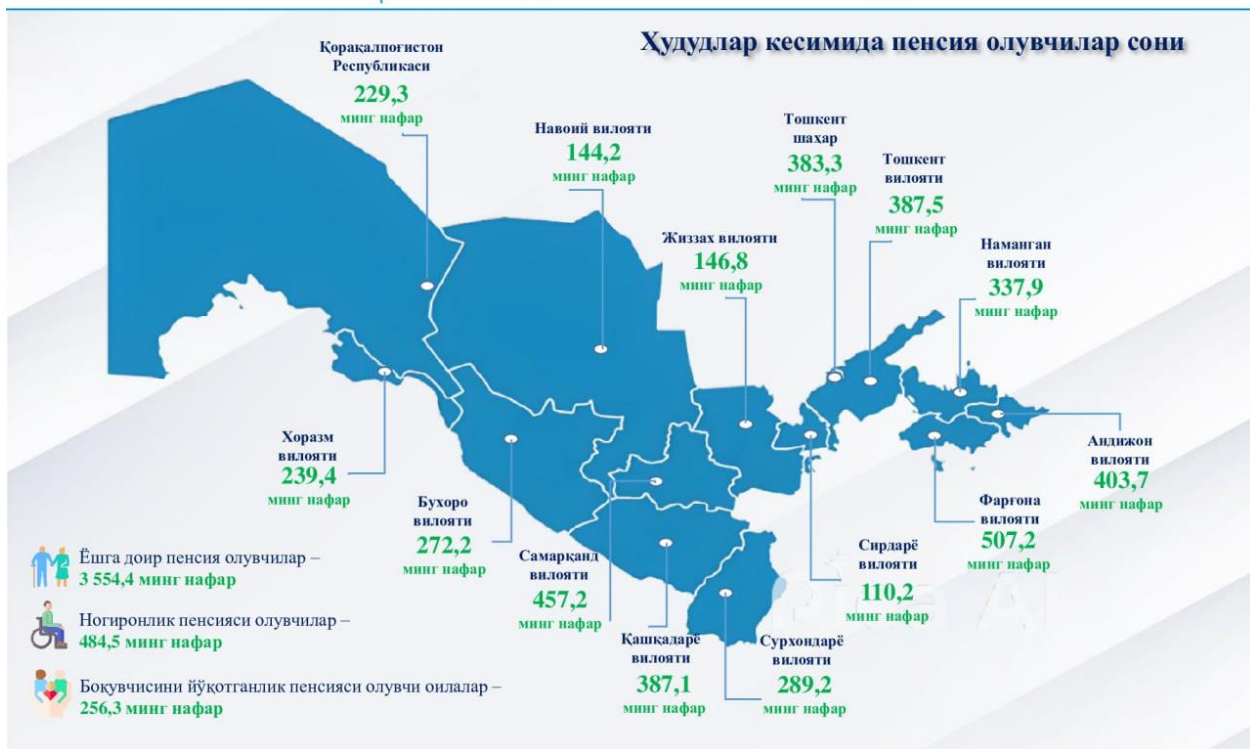 Ҳудудлар кесимида пенсия олувчилар сони
Қорақалпоғистон
Республикаси
229,3
минг нафар
Навоий вилояти
144,2
минг нафар
Тошкент
шаҳар
383,3
минг нафар
Тошкент
вилояти
387,5
минг нафар
Жиззах вилояти
146,8
минг нафар
Наманган
вилояти
337,9
минг нафар
Хоразм
вилояти
239,4
минг нафар
Бухоро
вилояти
272,2
минг нафар
Самарқанд
вилояти
457,2
минг нафар
Қашқадарё
вилояти
387,1
минг нафар
Сурхондарё
вилояти
289,2
минг нафар
Сирдарё
вилояти
110,2
минг нафар
Фарғона
вилояти
507,2
минг нафар
Андижон
вилояти
403,7
минг нафар
Ёшга доир пенсия олувчилар –
3 554,4 минг нафар
Ногиронлик пенсияси олувчилар –
484,5 минг нафар
Боқувчисини йўқотганлик пенсияси олувчи оилалар –
256,3 минг нафар